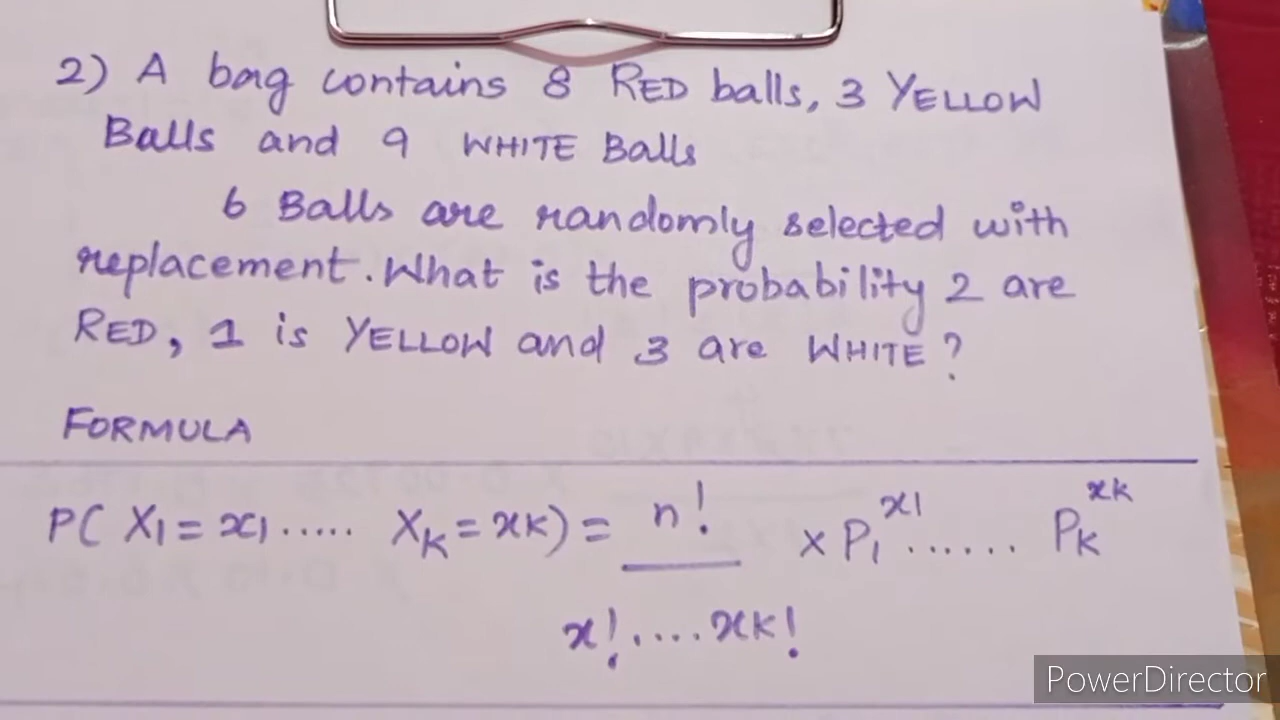 2) A bag contains 8 RED balls, 3 YELLOW
Balls and 9 WHITE Balls
6 Balls are randomly selected with
replacement. What is the probability 2 are
RED, 1 is YELLOW and 3 are WHITE?
FORMULA
P( X₁ = x₁ ..... X_K = xK) = n! × P₁^x1 ...... P_K^xk
x! .... xK!
PowerDirector